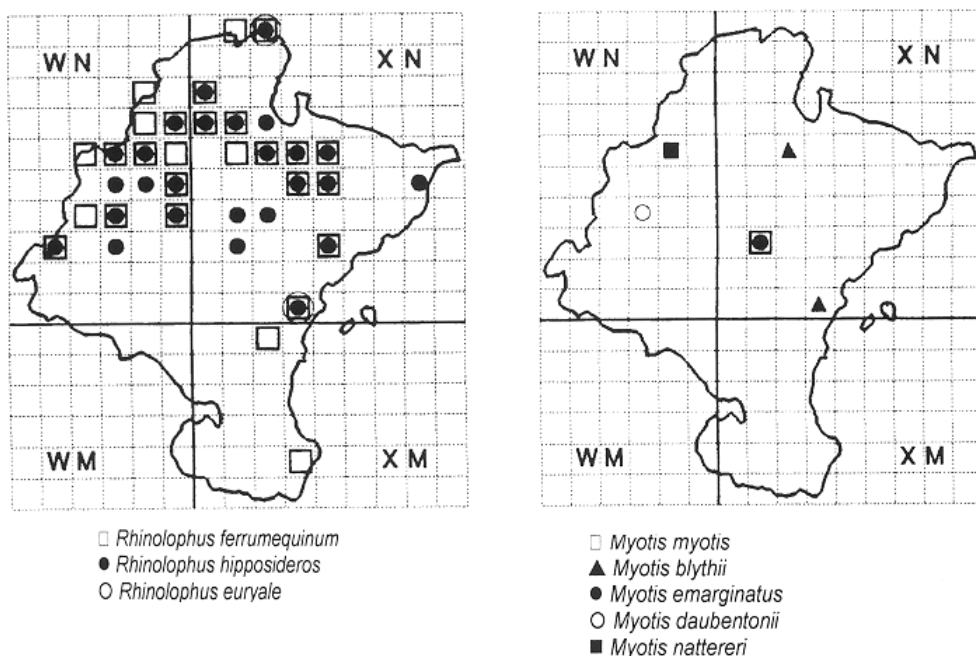 WN
XN
WM
XM
Rhinolophus ferrumequinum
Rhinolophus hipposideros
Rhinolophus euryale
WN
XN
WM
XM
Myotis myotis
Myotis blythii
Myotis emarginatus
Myotis daubentonii
Myotis nattereri